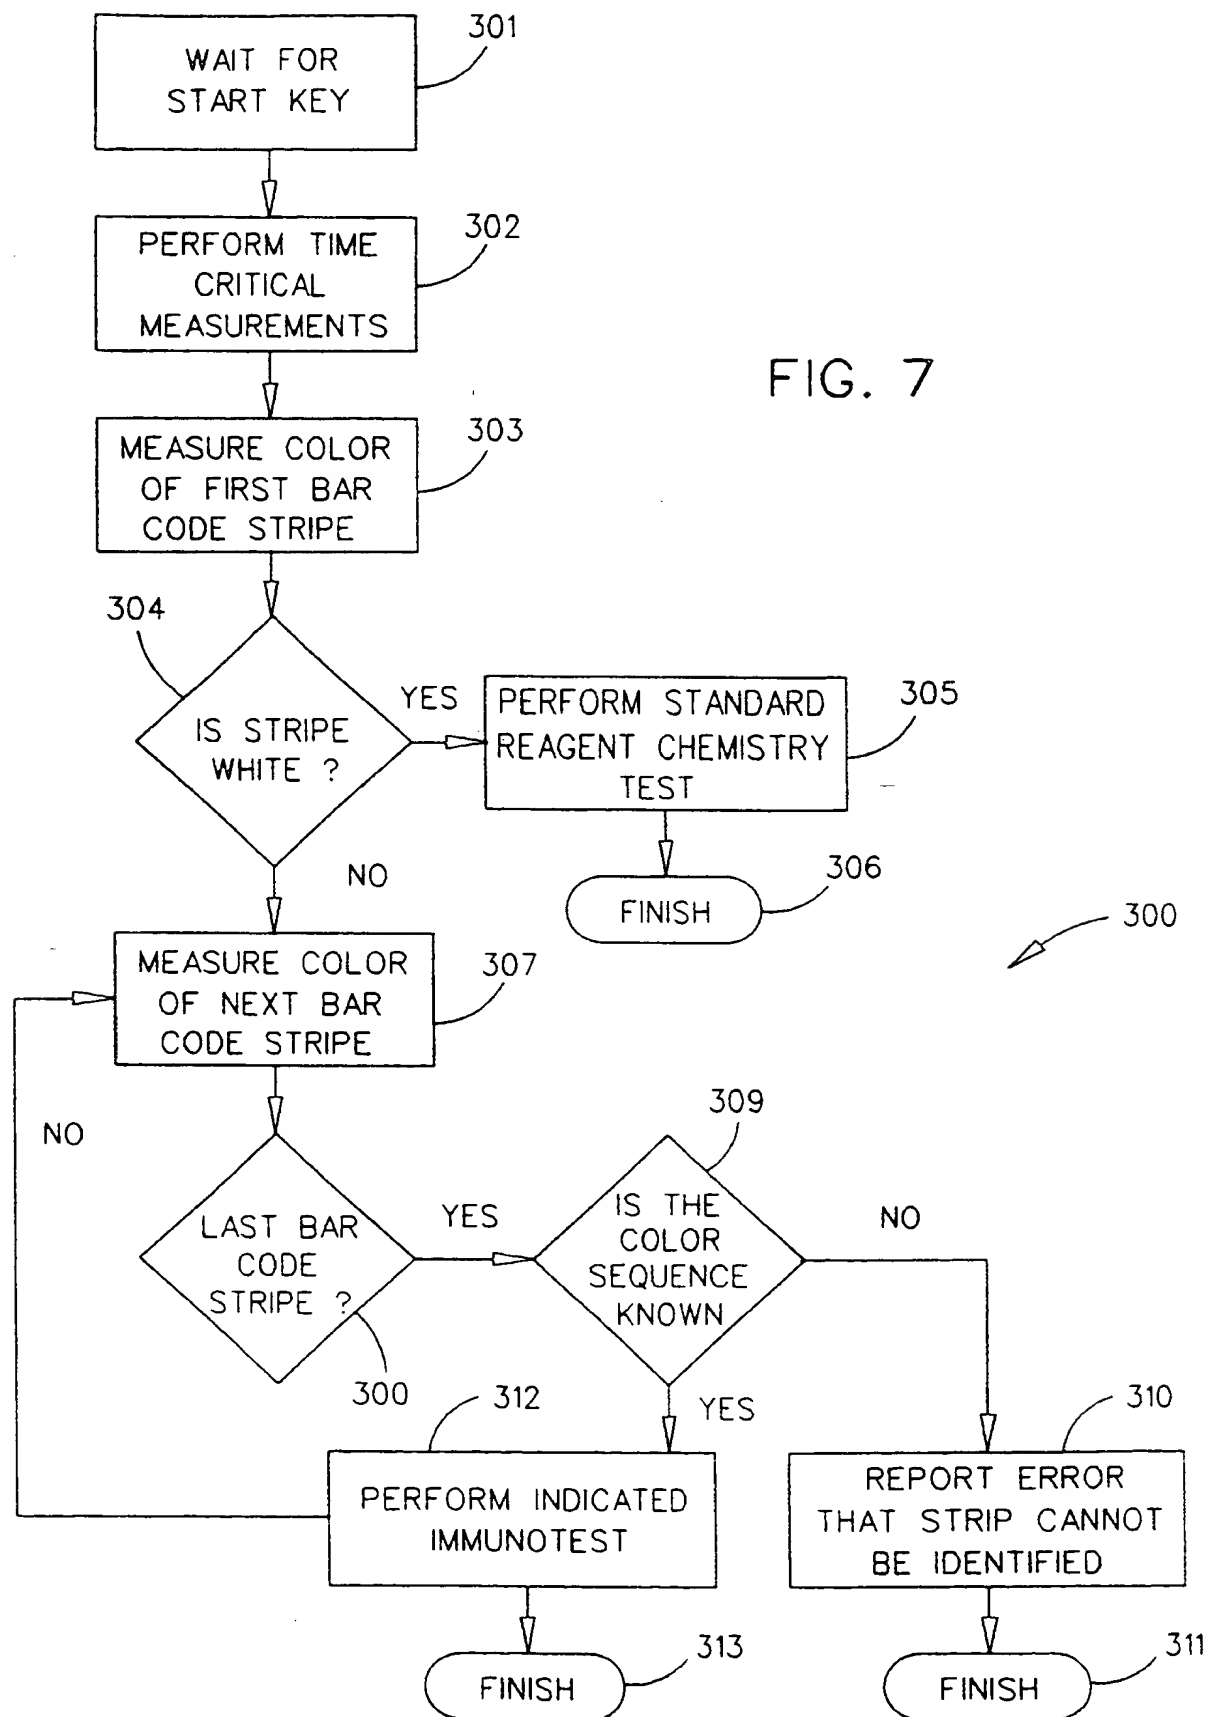 301
WAIT FOR
START KEY
302
PERFORM TIME
CRITICAL
MEASUREMENTS
FIG. 7
303
MEASURE COLOR
OF FIRST BAR
CODE STRIPE
304
IS STRIPE
WHITE ?
YES
PERFORM STANDARD
REAGENT CHEMISTRY
TEST
305
NO
306
FINISH
300
MEASURE COLOR
OF NEXT BAR
CODE STRIPE
307
NO
309
LAST BAR
CODE
STRIPE ?
YES
IS THE
COLOR
SEQUENCE
KNOWN
NO
300
312
YES
310
PERFORM INDICATED
IMMUNOTEST
REPORT ERROR
THAT STRIP CANNOT
BE IDENTIFIED
313
FINISH
311
FINISH